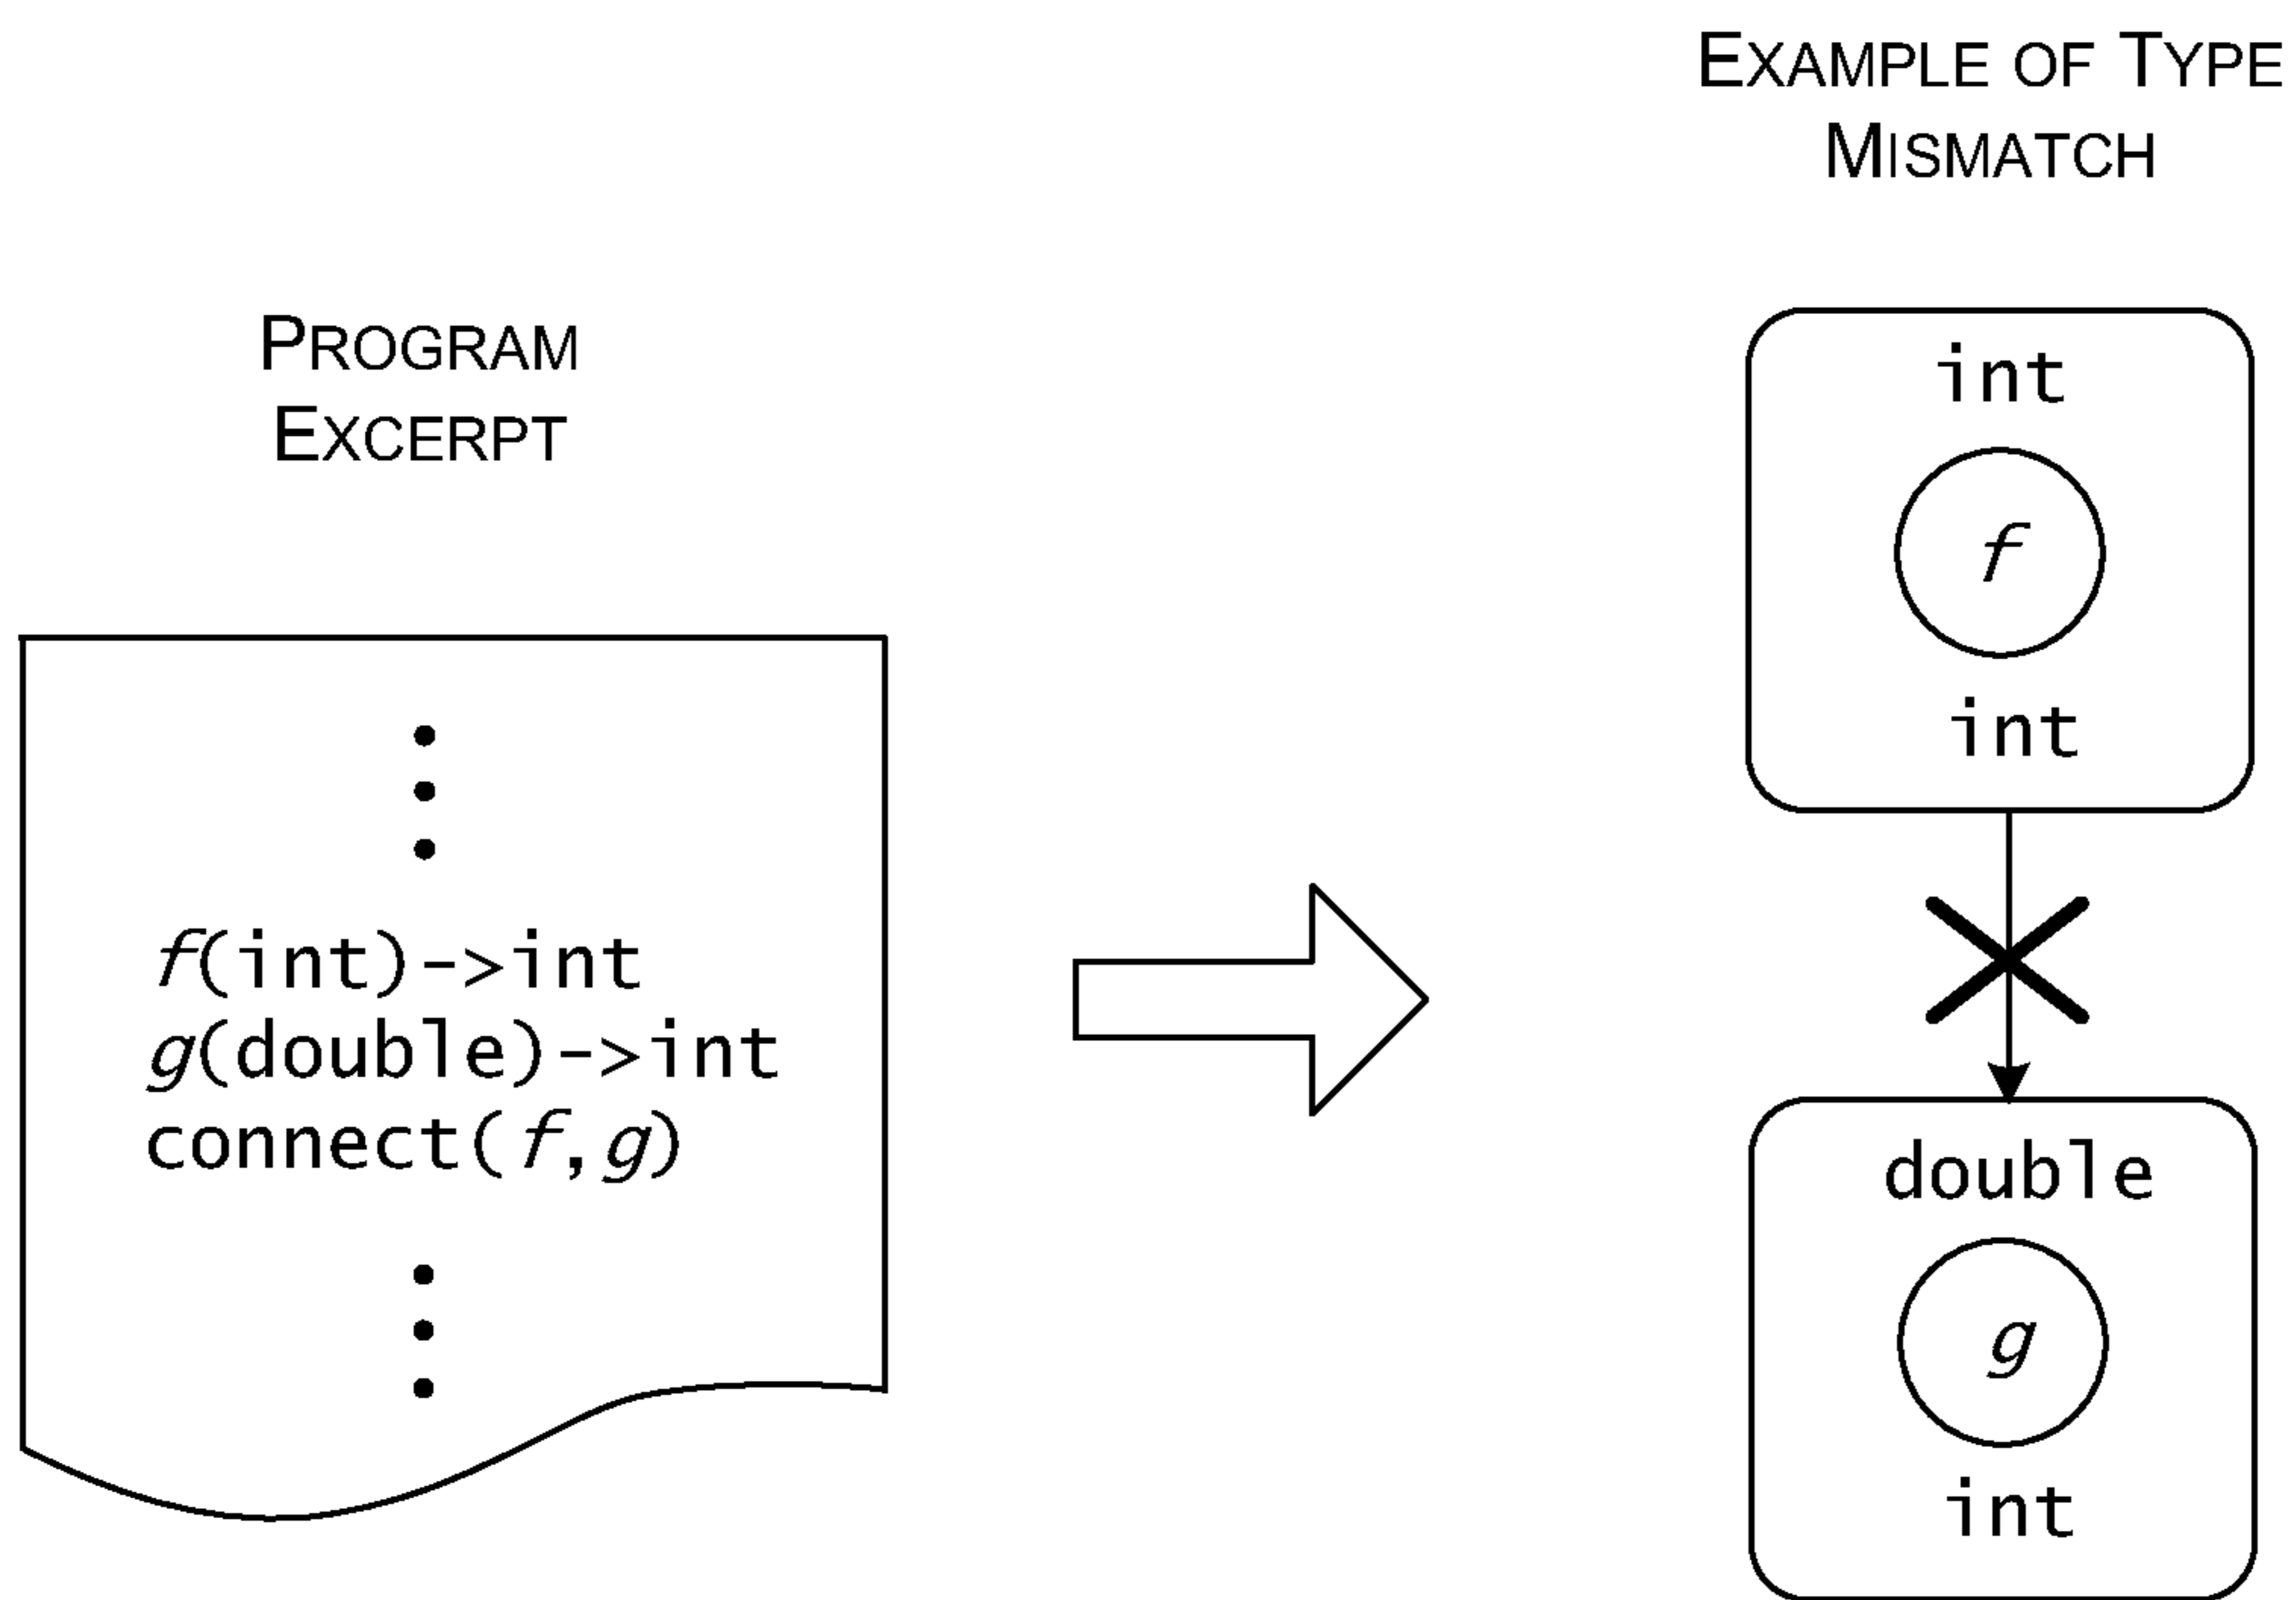 PROGRAM
EXCERPT
f(int)->int
g(double)->int
connect(f,g)
EXAMPLE OF TYPE
MISMATCH
int
f
int
double
g
int